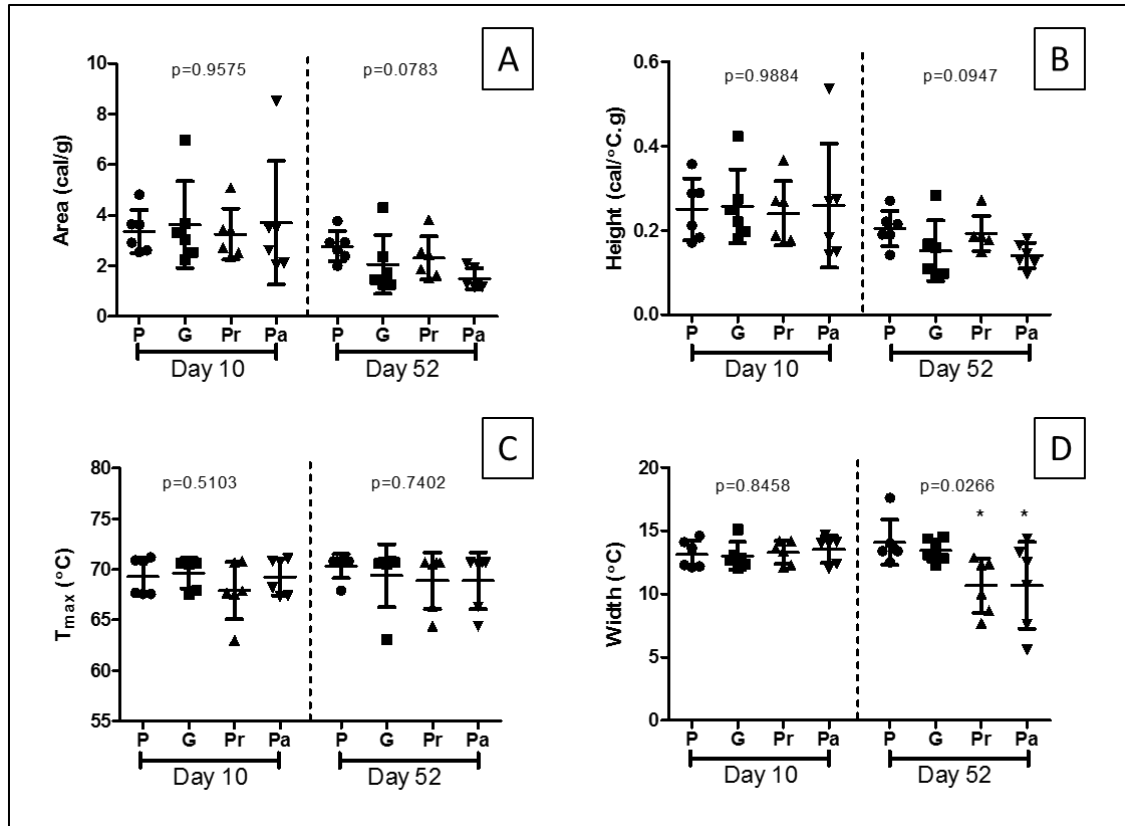 A
p=0.9575 p=0.0783
Area (cal/g)
10
8
6
4
2
0
P G Pr Pa P G Pr Pa
Day 10 Day 52
B
p=0.9884 p=0.0947
Height (cal/°C.g)
0.6
0.4
0.2
0.0
P G Pr Pa P G Pr Pa
Day 10 Day 52
C
p=0.5103 p=0.7402
Tmax (°C)
80
75
70
65
60
55
P G Pr Pa P G Pr Pa
Day 10 Day 52
D
p=0.8458 p=0.0266
* *
Width (°C)
20
15
10
5
0
P G Pr Pa P G Pr Pa
Day 10 Day 52